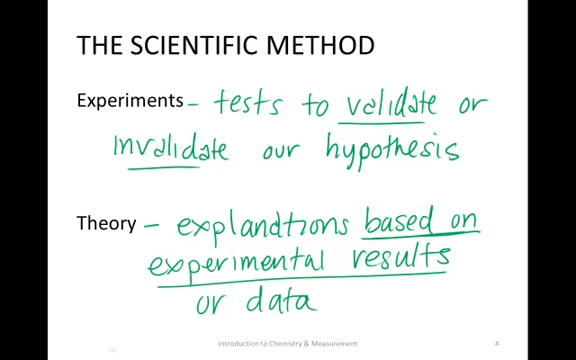 THE SCIENTIFIC METHOD
Experiments - tests to validate or
invalidate our hypothesis
Theory - explanations based on
experimental results
or data
Introduction to Chemistry & Measurement 4